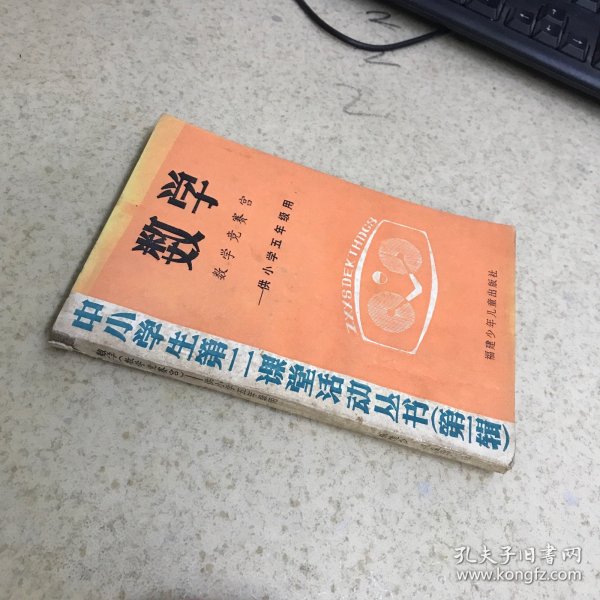 数学
数学竞赛宫
—供小学五年级用
ZXXSDEKTHDCS
福建少年儿童出版社
中小学生第二课堂活动丛书(第一辑)
孔夫子旧书网
www.kongfz.com